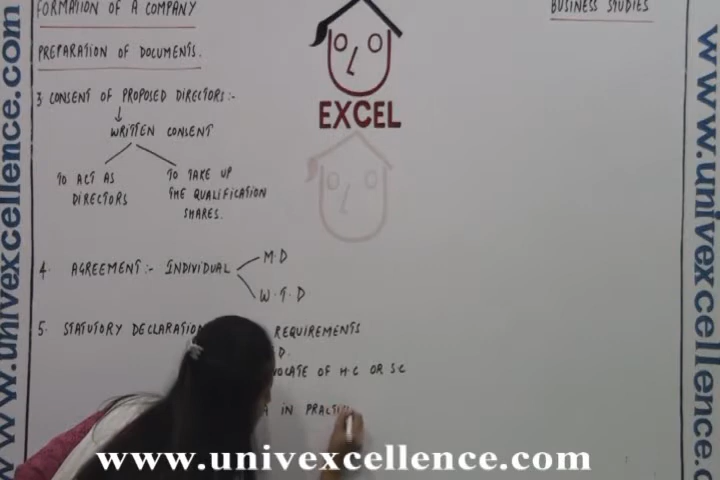 FORMATION OF A COMPANY
BUSINESS STUDIES
PREPARATION OF DOCUMENTS.
EXCEL
3 CONSENT OF PROPOSED DIRECTORS:-
WRITTEN CONSENT
TO ACT AS DIRECTORS
TO TAKE UP THE QUALIFICATION SHARES.
4. AGREEMENT:- INDIVIDUAL
M.D
W.T.D
5. STATUTORY DECLARATION
REQUIREMENTS
D.
OF H.C OR S.C
IN
www.univexcellence.com
www.univexcellence.com
www.univexcellence.com